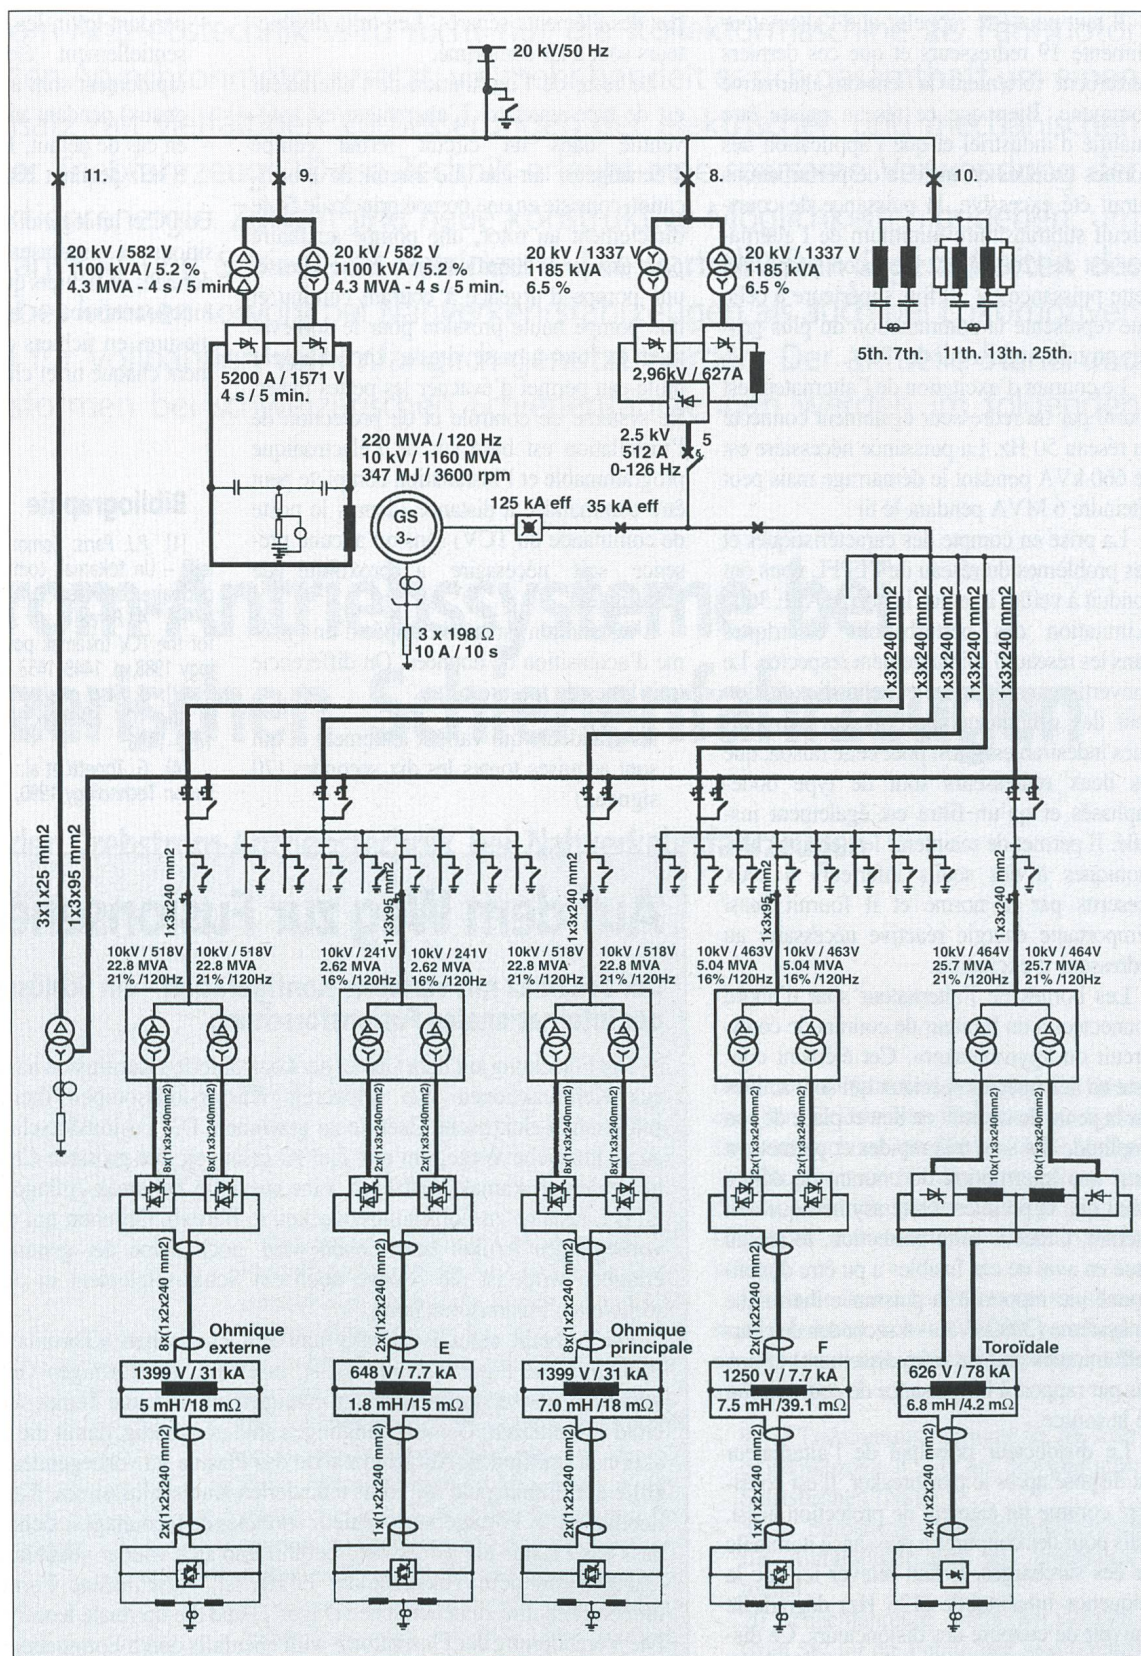 20 kV/50 Hz
11.
9.
8.
10.
20 kV / 582
1100 kVA / 5.2 %
4.3 MVA - 4 s / 5 min.
20 kV / 582
1100 kVA / 5.2 %
4.3 MVA - 4 s / 5 min.
20 kV / 1337
1185 kVA
6.5 %
20 kV / 1337
1185 kVA
6.5 %
5th. 7th.
11th. 13th. 25th.
5200 A / 1571 V
4 s / 5 min.
2,96kV / 627A
2.5 kV
512 A
0-126 Hz
5
220 MVA / 120 Hz
10 kV / 1160 MVA
347 MJ / 3600 rpm
GS
3~
125 kA eff
35 kA eff
3 x 198 Ω
10 A / 10 s
1x3x240 mm2
1x3x240 mm2
1x3x240 mm2
1x3x240 mm2
1x3x240 mm2
3x1x25 mm2
1x3x95 mm2
1x3x240 mm2
1x3x95 mm2
1x3x240 mm2
1x3x95 mm2
1x3x240 mm2
10kV / 518V
22.8 MVA
21% /120Hz
10kV / 518V
22.8 MVA
21% /120Hz
10kV / 241V
2.62 MVA
16% /120Hz
10kV / 241V
2.62 MVA
16% /120Hz
10kV / 518V
22.8 MVA
21% /120Hz
10kV / 518V
22.8 MVA
21% /120Hz
10kV / 463V
5.04 MVA
16% /120Hz
10kV / 463V
5.04 MVA
16% /120Hz
10kV / 464V
25.7 MVA
21% /120Hz
10kV / 464V
25.7 MVA
21% /120Hz
8x(1x3x240mm2)
8x(1x3x240mm2)
2x(1x3x240mm2)
2x(1x3x240mm2)
8x(1x3x240mm2)
8x(1x3x240mm2)
2x(1x3x240mm2)
2x(1x3x240mm2)
10x(1x3x240mm2)
10x(1x3x240mm2)
8x(1x2x240 mm2)
2x(1x2x240 mm2)
8x(1x2x240 mm2)
2x(1x2x240 mm2)
Ohmique
externe
E
Ohmique
principale
F
Toroïdale
1399 V / 31 kA
5 mH /18 mΩ
648 V / 7.7 kA
1.8 mH /15 mΩ
1399 V / 31 kA
7.0 mH /18 mΩ
1250 V / 7.7 kA
7.5 mH /39.1 mΩ
626 V / 78 kA
6.8 mH /4.2 mΩ
2x(1x2x240 mm2)
1x(1x2x240 mm2)
2x(1x2x240 mm2)
1x(1x2x240 mm2)
4x(1x2x240 mm2)